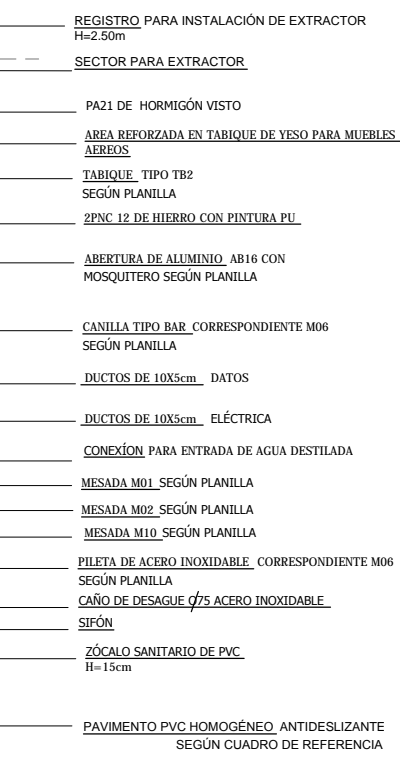 REGISTRO PARA INSTALACIÓN DE EXTRACTOR
H=2.50m
SECTOR PARA EXTRACTOR
PA21 DE HORMIGÓN VISTO
AREA REFORZADA EN TABIQUE DE YESO PARA MUEBLES
AEREOS
TABIQUE TIPO TB2
SEGÚN PLANILLA
2PNC 12 DE HIERRO CON PINTURA PU
ABERTURA DE ALUMINIO AB16 CON
MOSQUITERO SEGÚN PLANILLA
CANILLA TIPO BAR CORRESPONDIENTE M06
SEGÚN PLANILLA
DUCTOS DE 10X5cm DATOS
DUCTOS DE 10X5cm ELÉCTRICA
CONEXÍON PARA ENTRADA DE AGUA DESTILADA
MESADA M01 SEGÚN PLANILLA
MESADA M02 SEGÚN PLANILLA
MESADA M10 SEGÚN PLANILLA
PILETA DE ACERO INOXIDABLE CORRESPONDIENTE M06
SEGÚN PLANILLA
CAÑO DE DESAGUE O/75 ACERO INOXIDABLE
SIFÓN
ZÓCALO SANITARIO DE PVC
H=15cm
PAVIMENTO PVC HOMOGÉNEO ANTIDESLIZANTE
SEGÚN CUADRO DE REFERENCIA